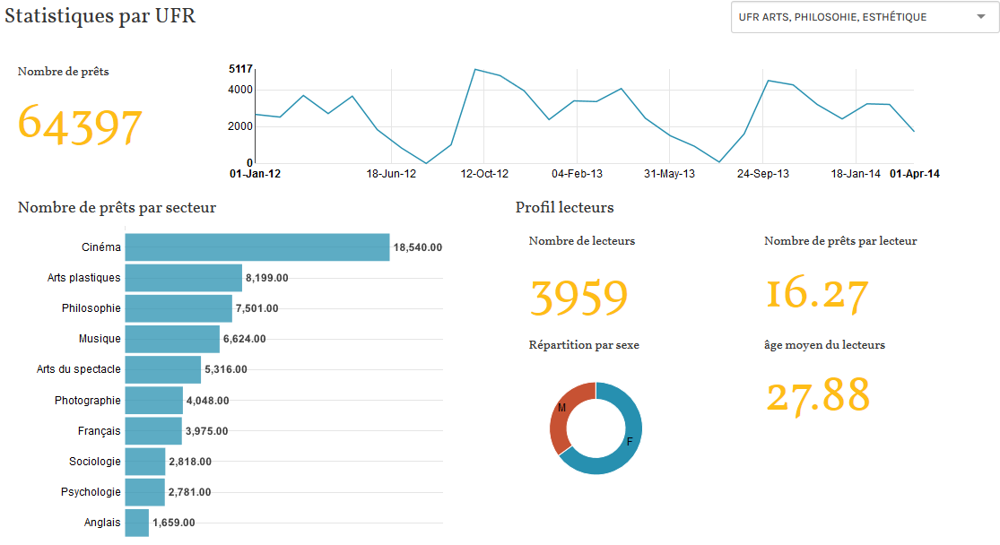 Statistiques par UFR
UFR ARTS, PHILOSOHIE, ESTHÉTIQUE
Nombre de prêts
64397
5117
4000
2000
0
01-Jan-12 18-Jun-12 12-Oct-12 04-Feb-13 31-May-13 24-Sep-13 18-Jan-14 01-Apr-14
Nombre de prêts par secteur
Cinéma 18,540.00
Arts plastiques 8,199.00
Philosophie 7,501.00
Musique 6,624.00
Arts du spectacle 5,316.00
Photographie 4,048.00
Français 3,975.00
Sociologie 2,818.00
Psychologie 2,781.00
Anglais 1,659.00
Profil lecteurs
Nombre de lecteurs
3959
Nombre de prêts par lecteur
16.27
Répartition par sexe
M
F
âge moyen du lecteurs
27.88